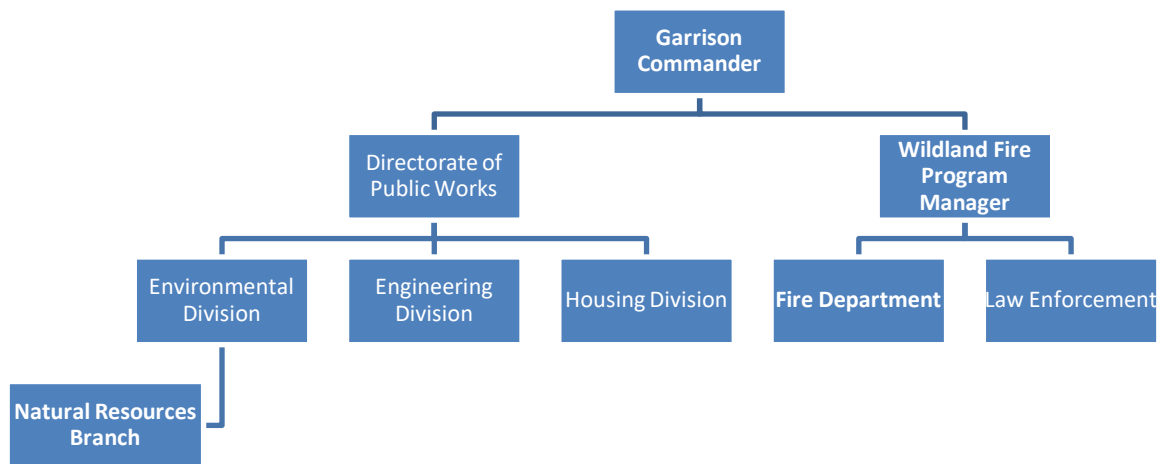 Garrison
Commander
Directorate of
Public Works
Wildland Fire
Program
Manager
Environmental
Division
Engineering
Division
Housing Division
Fire Department
Law Enforcement
Natural Resources
Branch